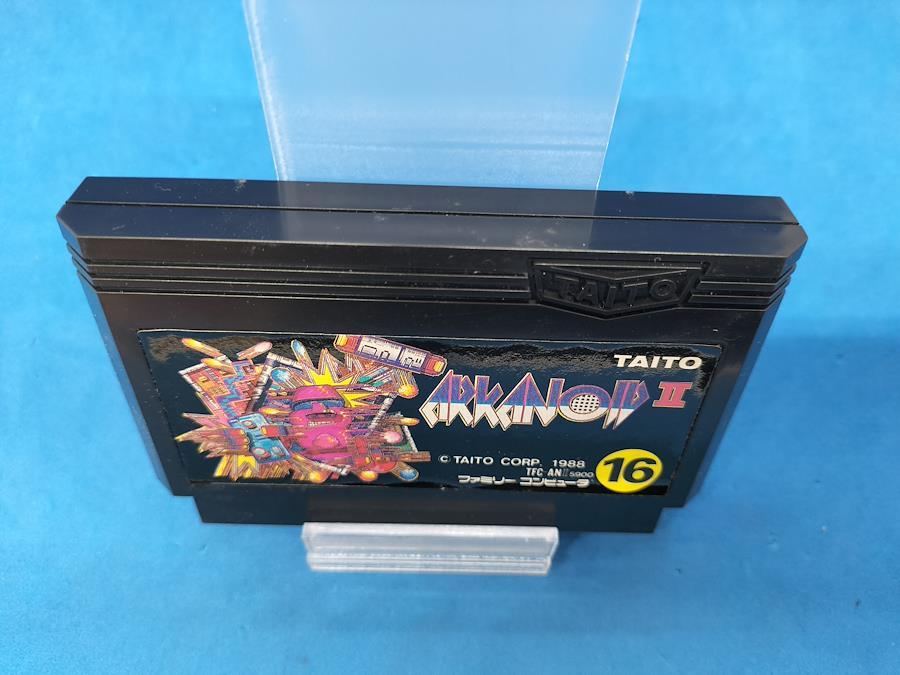 TAITO
TAITO
ARKANOID II
© TAITO CORP. 1988
TFC-ANII 5900
ファミリー コンピュータ
16